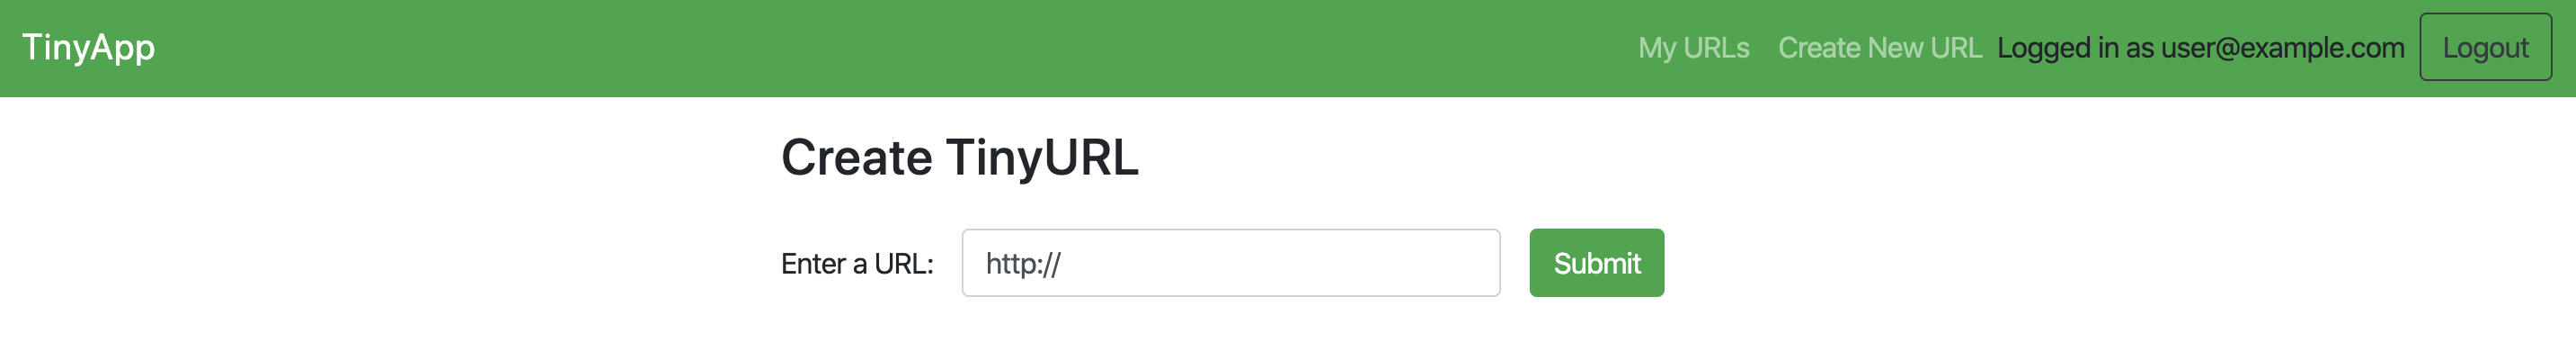 TinyApp My URLs Create New URL Logged in as user@example.com Logout
Create TinyURL
Enter a URL: http:// Submit